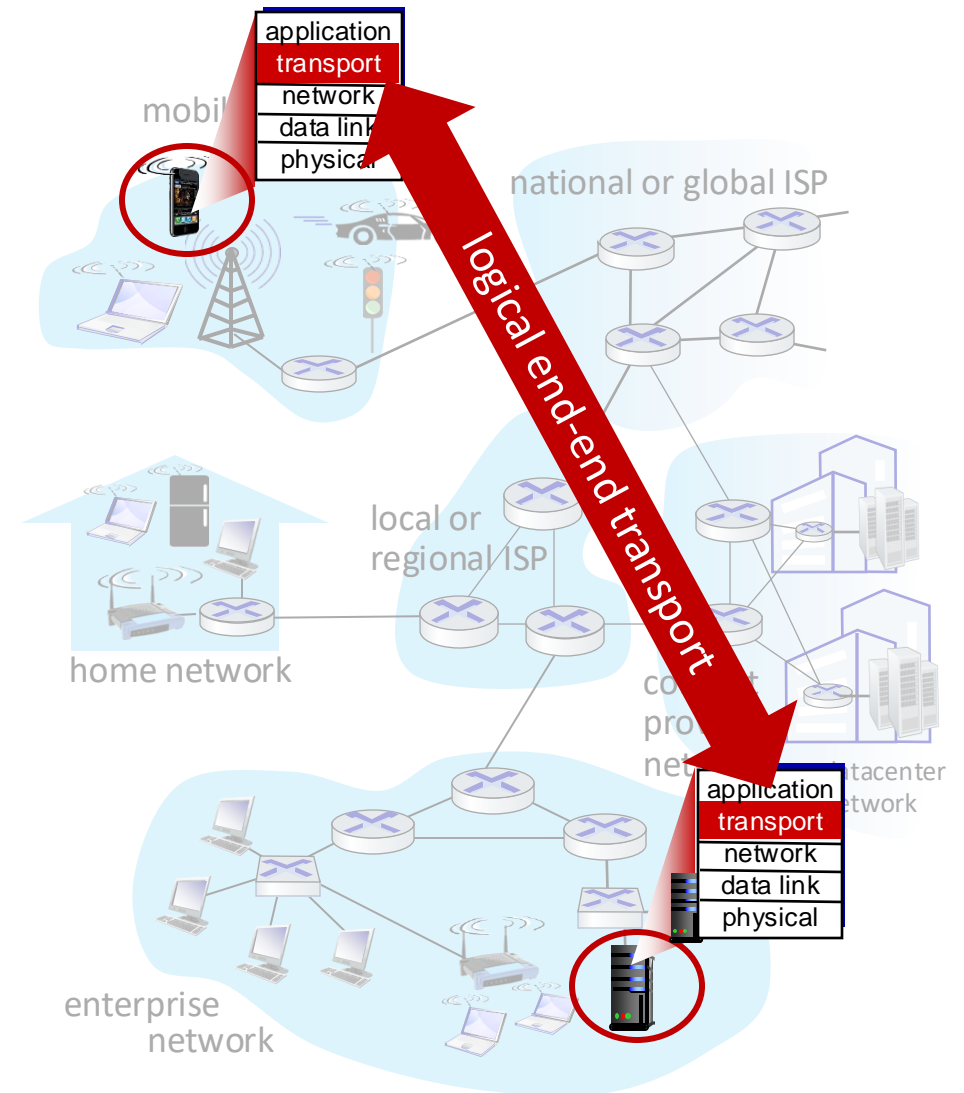 application
transport
network
data link
physical
national or global ISP
logical end-end transport
local or
regional ISP
home network
application
transport
network
data link
physical
network
enterprise
network